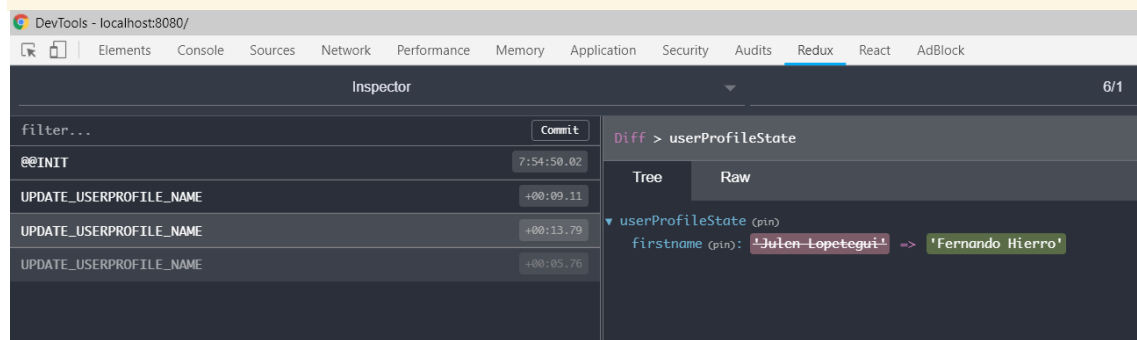 DevTools - localhost:8080/
Elements Console Sources Network Performance Memory Application Security Audits Redux React AdBlock
Inspector 6/1
filter... Commit
@@INIT 7:54:50.02
UPDATE_USERPROFILE_NAME +00:09.11
UPDATE_USERPROFILE_NAME +00:13.79
UPDATE_USERPROFILE_NAME +00:05.76
Diff > userProfileState
Tree Raw
userProfileState (pin)
firstname (pin): 'Julen Lopetegui' => 'Fernando Hierro'